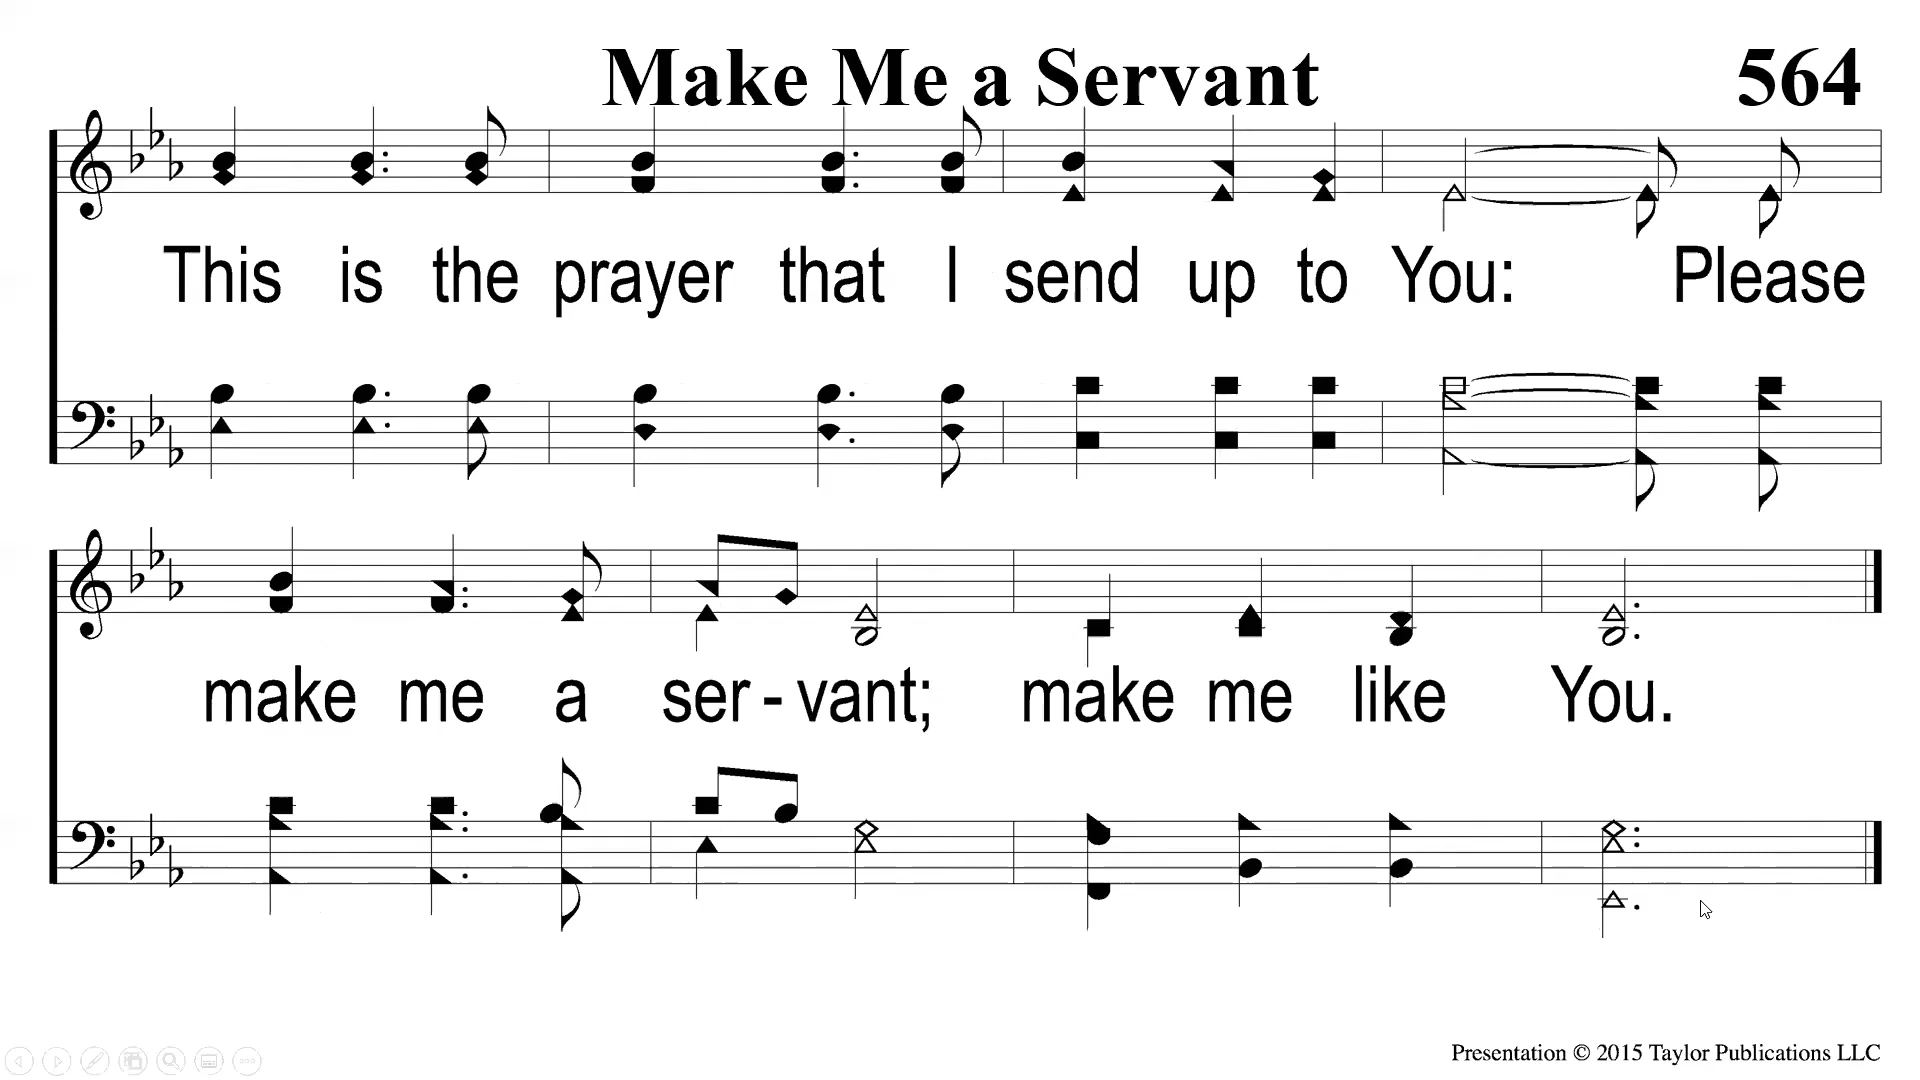 Make Me a Servant 564
This is the prayer that I send up to You: Please
make me a ser - vant; make me like You.
Presentation © 2015 Taylor Publications LLC